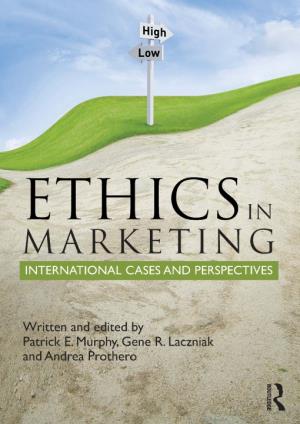 High
Low
ETHICS IN
MARKETING
INTERNATIONAL CASES AND PERSPECTIVES
Written and edited by
Patrick E. Murphy, Gene R. Laczniak
and Andrea Prothero
ROUTLEDGE